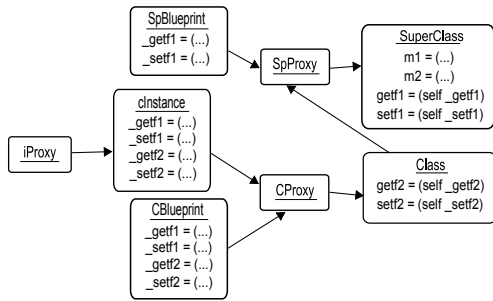 SpBlueprint
_getf1 = (...)
_setf1 = (...)
SpProxy
SuperClass
m1 = (...)
m2 = (...)
getf1 = (self _getf1)
setf1 = (self _setf1)
iProxy
cInstance
_getf1 = (...)
_setf1 = (...)
_getf2 = (...)
_setf2 = (...)
CBlueprint
_getf1 = (...)
_setf1 = (...)
_getf2 = (...)
_setf2 = (...)
CProxy
Class
getf2 = (self _getf2)
setf2 = (self _setf2)